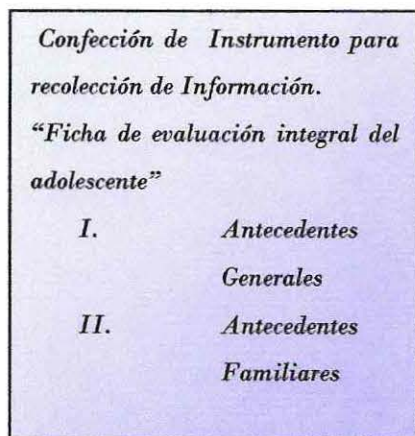 Confección de Instrumento para
recolección de Información.
“Ficha de evaluación integral del
adolescente”
I. Antecedentes
Generales
II. Antecedentes
Familiares